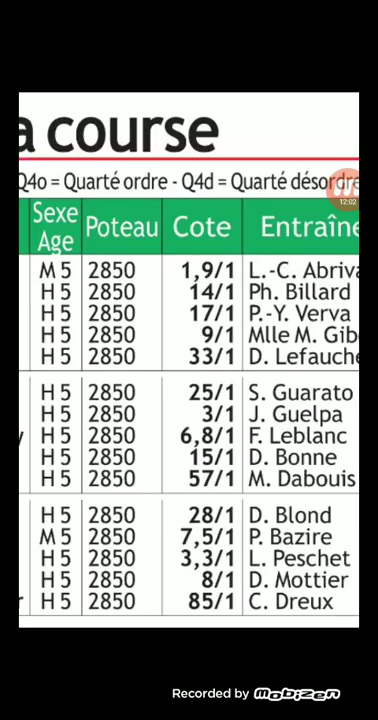 a course
Q4o = Quarté ordre - Q4d = Quarté désordre
12:02
Sexe Age Poteau Cote Entraîne
M 5 2850 1,9/1 L.-C. Abriva
H 5 2850 14/1 Ph. Billard
H 5 2850 17/1 P.-Y. Verva
H 5 2850 9/1 Mlle M. Gib
H 5 2850 33/1 D. Lefauche
H 5 2850 25/1 S. Guarato
H 5 2850 3/1 J. Guelpa
y H 5 2850 6,8/1 F. Leblanc
H 5 2850 15/1 D. Bonne
H 5 2850 57/1 M. Dabouis
H 5 2850 28/1 D. Blond
M 5 2850 7,5/1 P. Bazire
H 5 2850 3,3/1 L. Peschet
H 5 2850 8/1 D. Mottier
r H 5 2850 85/1 C. Dreux
Recorded by mobizen